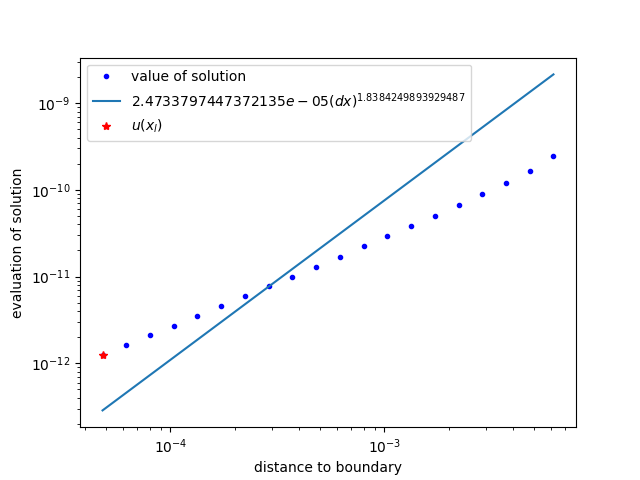 value of solution
2.4733797447372135e − 05(dx)^1.8384249893929487
u(x_l)
10^−9
10^−10
10^−11
10^−12
evaluation of solution
10^−4
10^−3
distance to boundary